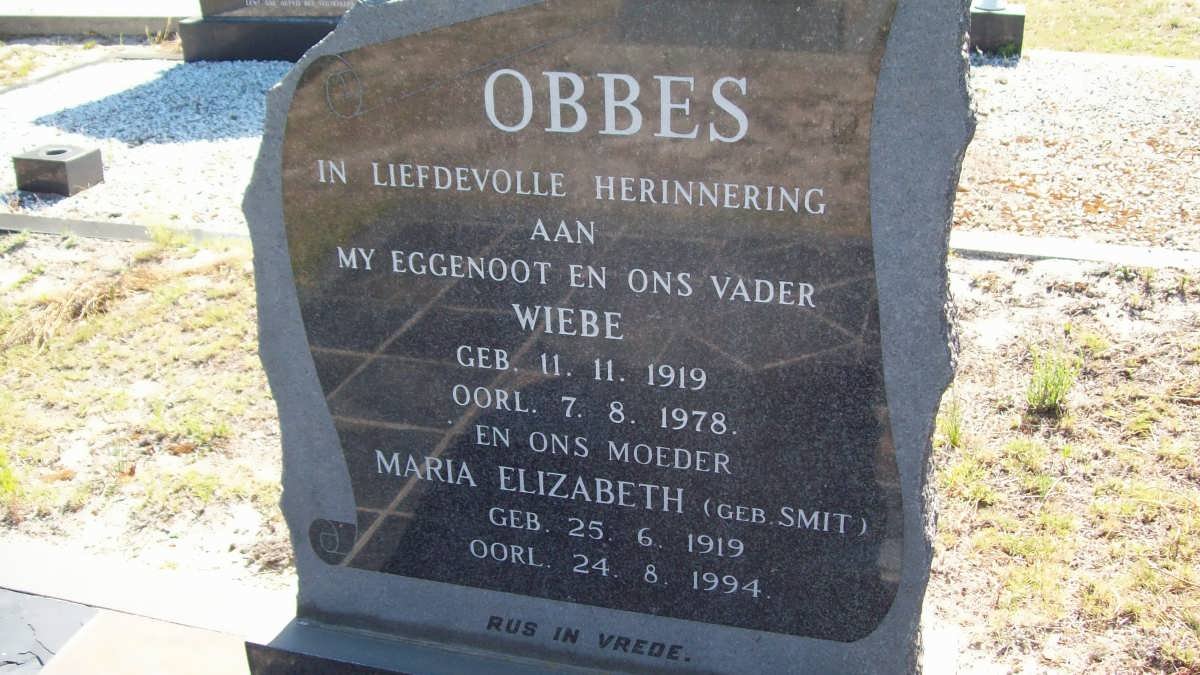 OBBES
IN LIEFDEVOLLE HERINNERING
AAN
MY EGGENOOT EN ONS VADER
WIEBE
GEB. 11. 11. 1919
OORL. 7. 8. 1978.
EN ONS MOEDER
MARIA ELIZABETH (GEB. SMIT)
GEB. 25. 6. 1919
OORL. 24. 8. 1994.
RUS IN VREDE.